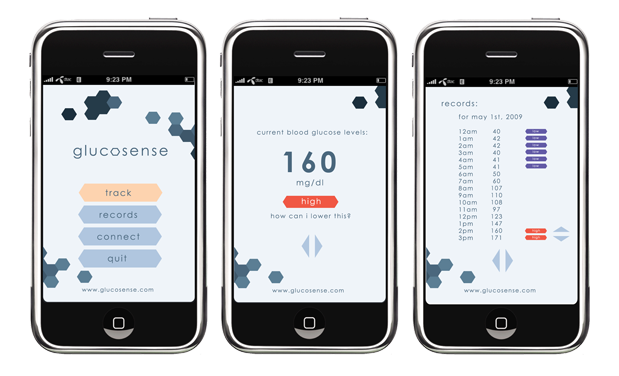 9:23 PM
glucosense
track
records
connect
quit
www.glucosense.com
9:23 PM
current blood glucose levels:
160
mg/dl
high
how can i lower this?
www.glucosense.com
9:23 PM
records:
for may 1st, 2009
12am 40 low
1am 42 low
2am 42 low
3am 40 low
4am 41 low
5am 41 low
6am 50
7am 60
8am 107
9am 110
10am 108
11am 97
12pm 123
1pm 147
2pm 160 high
3pm 171 high
www.glucosense.com